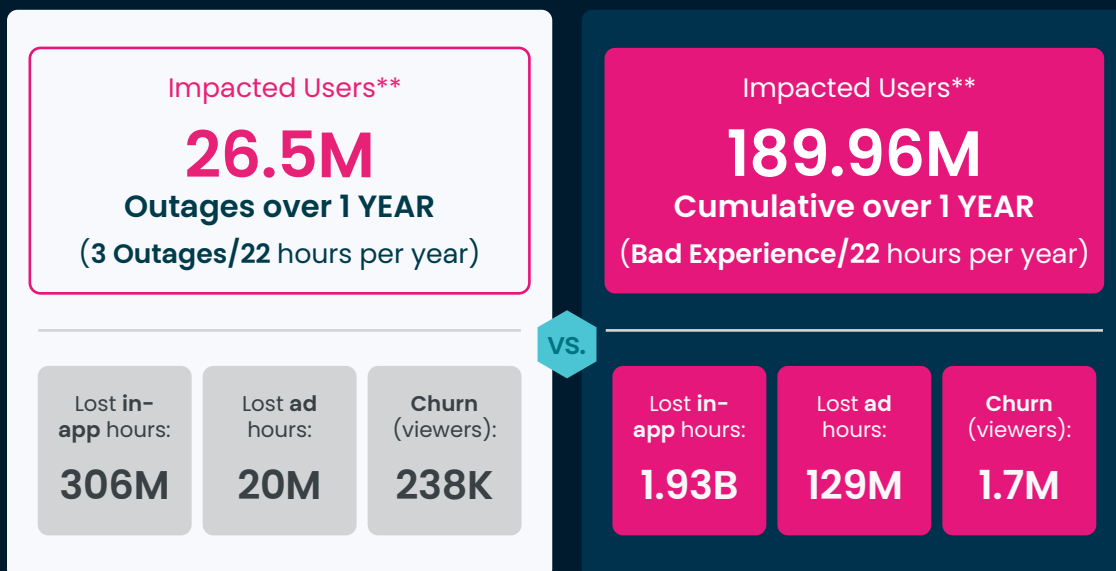 Impacted Users**
26.5M
Outages over 1 YEAR
(3 Outages/22 hours per year)
Lost in-
app hours:
306M
Lost ad
hours:
20M
Churn
(viewers):
238K
VS.
Impacted Users**
189.96M
Cumulative over 1 YEAR
(Bad Experience/22 hours per year)
Lost in-
app hours:
1.93B
Lost ad
hours:
129M
Churn
(viewers):
1.7M